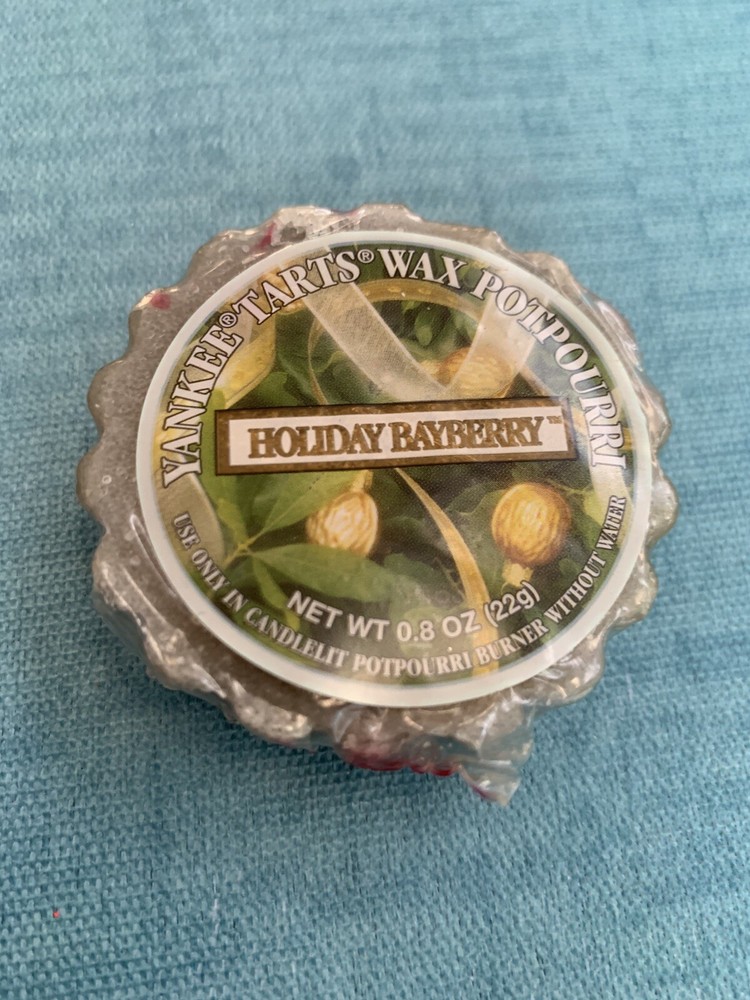 YANKEE® TARTS® WAX POTPOURRI
HOLIDAY BAYBERRY™
NET WT 0.8 OZ (22g)
USE ONLY IN CANDLELIT POTPOURRI BURNER WITHOUT WATER